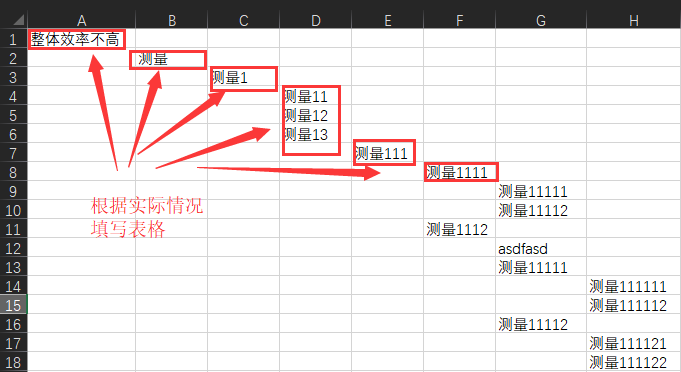 A B C D E F G H
1 整体效率不高
2 测量
3 测量1
4 测量11
5 测量12
6 测量13
7 测量111
8 测量1111
9 测量11111
10 测量11112
11 测量1112
12 asdfasd
13 测量11111
14 测量111111
15 测量111112
16 测量11112
17 测量111121
18 测量111122
根据实际情况
填写表格